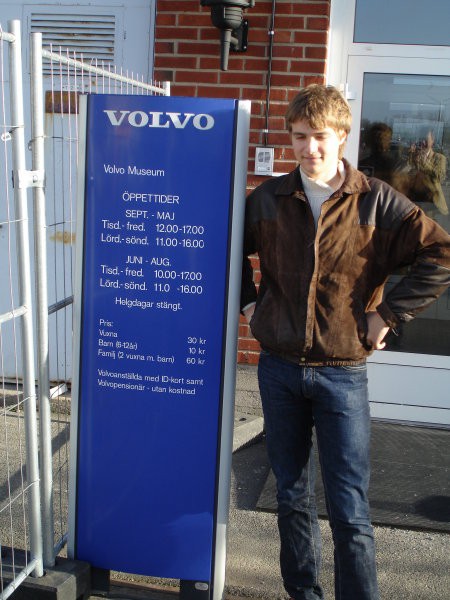 VOLVO
Volvo Museum
ÖPPETTIDER
SEPT. - MAJ
Tisd.- fred. 12.00-17.00
Lörd.- sönd. 11.00-16.00
JUNI - AUG.
Tisd.- fred. 10.00-17.00
Lörd.- sönd. 11.0 -16.00
Helgdagar stängt.
Pris:
Vuxna 30 kr
Barn (6-12år) 10 kr
Familj (2 vuxna m. barn) 60 kr
Volvoanställda med ID-kort samt
Volvopensionär - utan kostnad